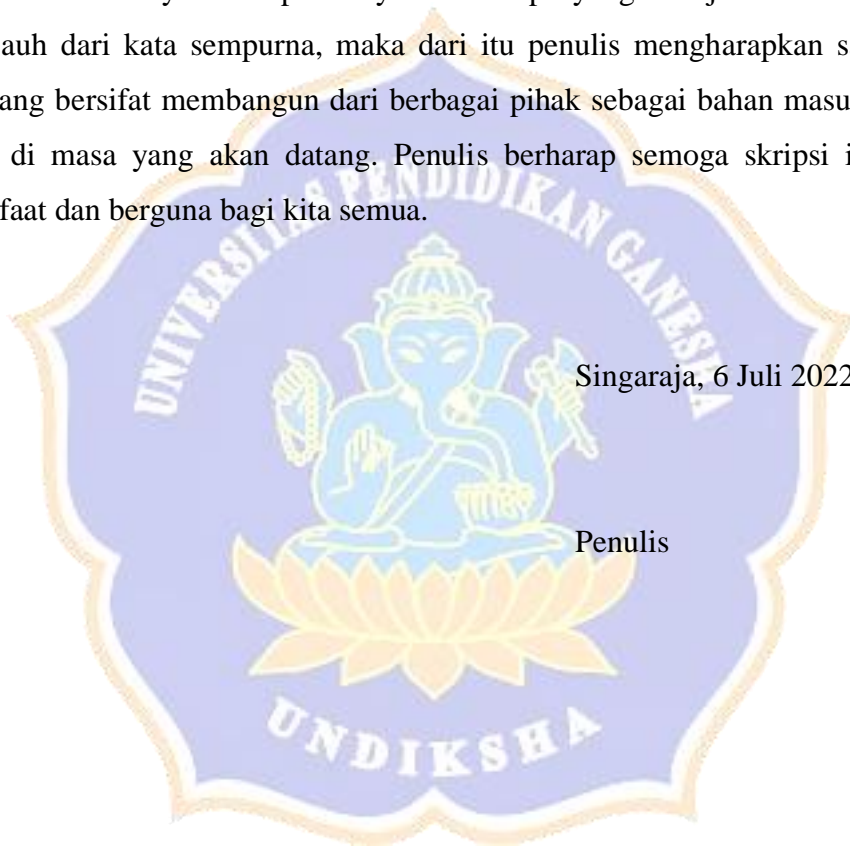 auh dari kata sempurna, maka dari itu penulis mengharapkan s
ang bersifat membangun dari berbagai pihak sebagai bahan masu
di masa yang akan datang. Penulis berharap semoga skripsi i
faat dan berguna bagi kita semua.
UNIVERSITAS PENDIDIKAN GANESHA
Singaraja, 6 Juli 2022
Penulis
UNDIKSHA